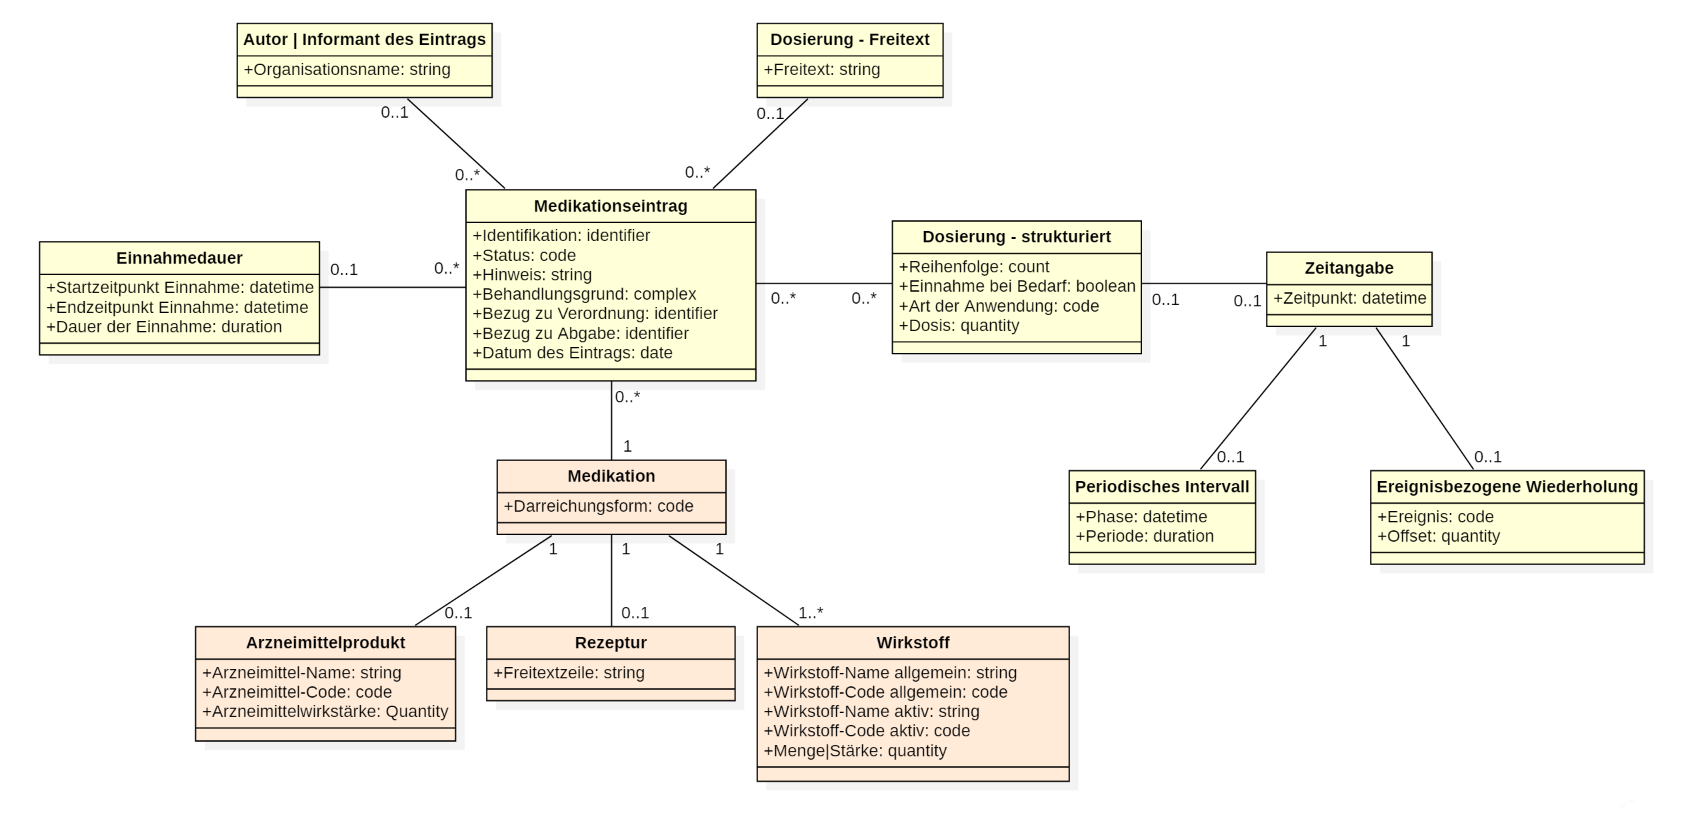 Autor | Informant des Eintrags
+Organisationsname: string
0..1
0..*
Dosierung - Freitext
+Freitext: string
0..1
0..*
Medikationseintrag
+Identifikation: identifier
+Status: code
+Hinweis: string
+Behandlungsgrund: complex
+Bezug zu Verordnung: identifier
+Bezug zu Abgabe: identifier
+Datum des Eintrags: date
Einnahmedauer
+Startzeitpunkt Einnahme: datetime
+Endzeitpunkt Einnahme: datetime
+Dauer der Einnahme: duration
0..1
0..*
0..*
0..*
Dosierung - strukturiert
+Reihenfolge: count
+Einnahme bei Bedarf: boolean
+Art der Anwendung: code
+Dosis: quantity
0..1
0..1
Zeitangabe
+Zeitpunkt: datetime
1
1
0..1
0..1
Periodisches Intervall
+Phase: datetime
+Periode: duration
Ereignisbezogene Wiederholung
+Ereignis: code
+Offset: quantity
0..*
1
Medikation
+Darreichungsform: code
1
1
1
0..1
0..1
1..*
Arzneimittelprodukt
+Arzneimittel-Name: string
+Arzneimittel-Code: code
+Arzneimittelwirkstärke: Quantity
Rezeptur
+Freitextzeile: string
Wirkstoff
+Wirkstoff-Name allgemein: string
+Wirkstoff-Code allgemein: code
+Wirkstoff-Name aktiv: string
+Wirkstoff-Code aktiv: code
+Menge|Stärke: quantity